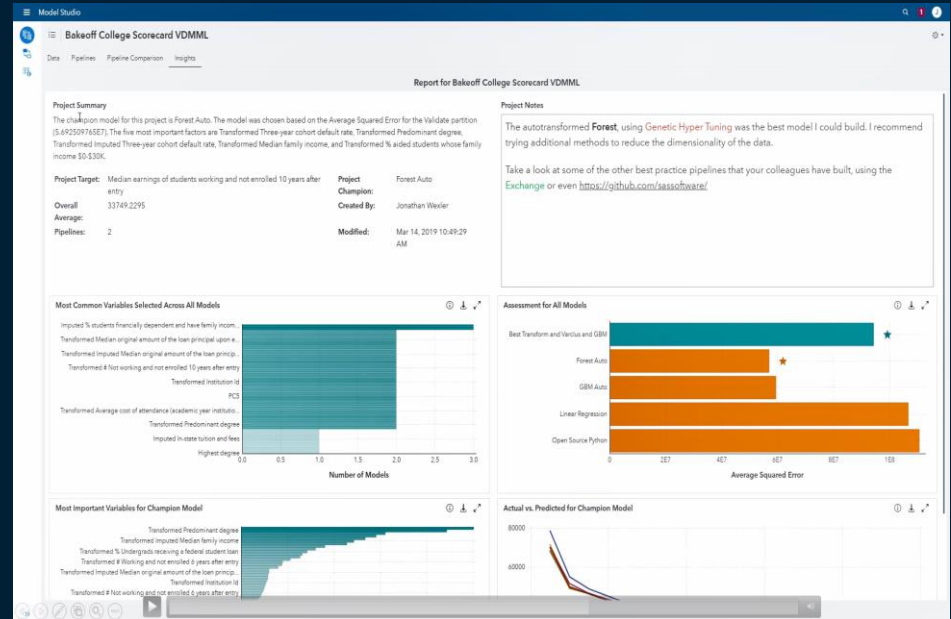 Model Studio
1
J
Bakeoff College Scorecard VDMML
Data Pipelines Pipeline Comparison Insights
Report for Bakeoff College Scorecard VDMML
Project Summary
The champion model for this project is Forest Auto. The model was chosen based on the Average Squared Error for the Validate partition
(5.692509765E7). The five most important factors are Transformed Three-year cohort default rate, Transformed Predominant degree,
Transformed Imputed Three-year cohort default rate, Transformed Median family income, and Transformed % aided students whose family
income $0-$30K.
Project Target: Median earnings of students working and not enrolled 10 years after
entry
Project
Champion:
Forest Auto
Overall
Average:
33749.2295
Created By: Jonathan Wexler
Pipelines: 2
Modified: Mar 14, 2019 10:49:29
AM
Project Notes
The autotransformed Forest, using Genetic Hyper Tuning was the best model I could build. I recommend
trying additional methods to reduce the dimensionality of the data.
Take a look at some of the other best practice pipelines that your colleagues have built, using the
Exchange or even https://github.com/sassoftware/
Most Common Variables Selected Across All Models
Imputed % students financially dependent and have family incom...
Transformed Median original amount of the loan principal upon e...
Transformed Imputed Median original amount of the loan princip...
Transformed # Not working and not enrolled 10 years after entry
Transformed Institution Id
PC5
Transformed Average cost of attendance (academic year institutio...
Transformed Predominant degree
Imputed In-state tuition and fees
Highest degree
0.0 0.5 1.0 1.5 2.0 2.5 3.0
Number of Models
Assessment for All Models
Best Transform and Varclus and GBM
Forest Auto
GBM Auto
Linear Regression
Open Source Python
0 2E7 4E7 6E7 8E7 1E8
Average Squared Error
Most Important Variables for Champion Model
Transformed Predominant degree
Transformed Imputed Median family income
Transformed % Undergrads receiving a federal student loan
Transformed # Working and not enrolled 6 years after entry
Transformed Imputed Median original amount of the loan princip...
Transformed Institution Id
Transformed # Not working and not enrolled 6 years after entry
Actual vs. Predicted for Champion Model
80000
60000